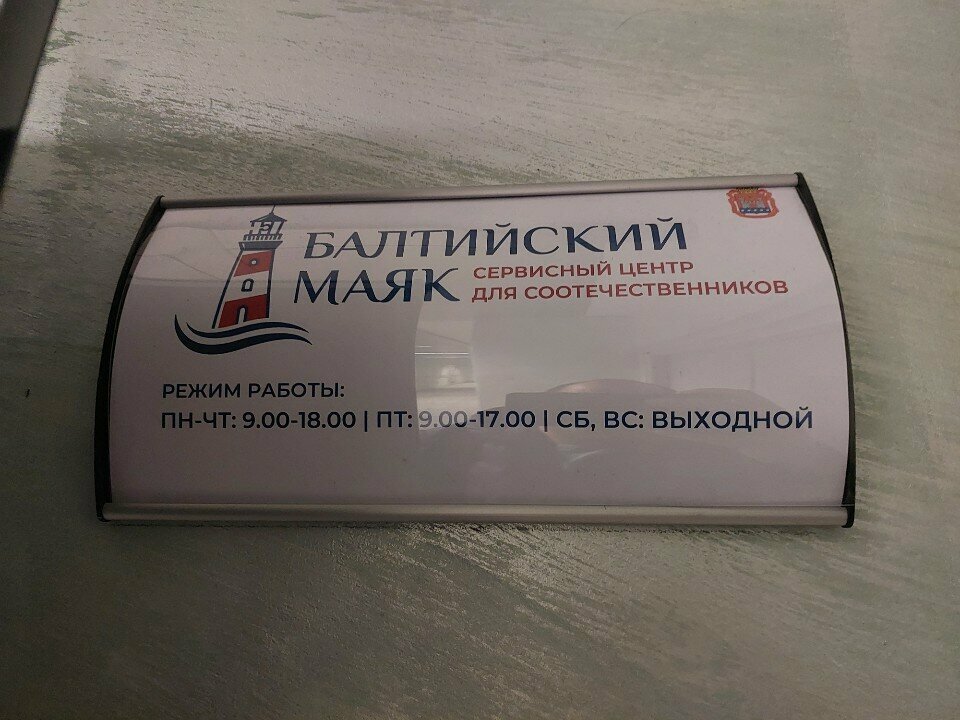 БАЛТИЙСКИЙ
МАЯК СЕРВИСНЫЙ ЦЕНТР
ДЛЯ СООТЕЧЕСТВЕННИКОВ
РЕЖИМ РАБОТЫ:
ПН-ЧТ: 9.00-18.00 | ПТ: 9.00-17.00 | СБ, ВС: ВЫХОДНОЙ